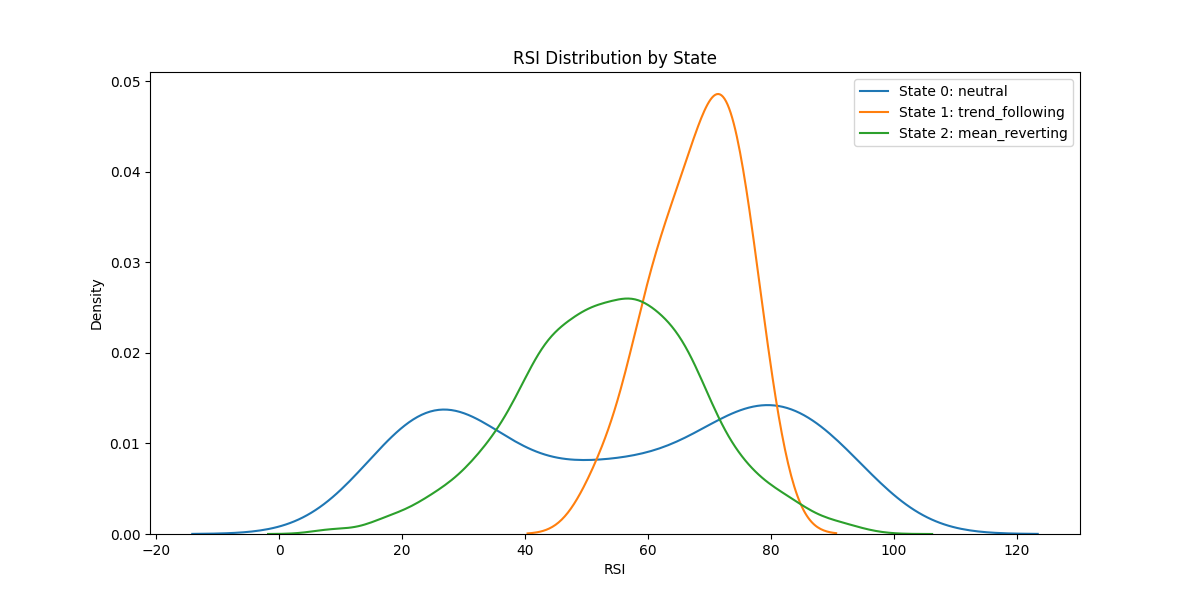 RSI Distribution by State
State 0: neutral
State 1: trend_following
State 2: mean_reverting
Density
0.05
0.04
0.03
0.02
0.01
0.00
−20
0
20
40
60
80
100
120
RSI